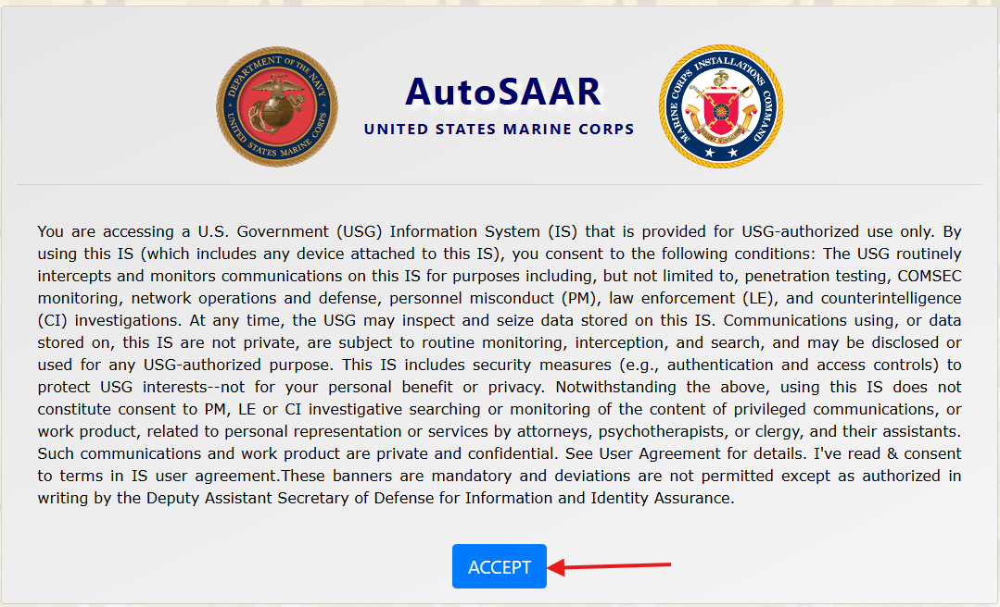 DEPARTMENT OF THE NAVY
UNITED STATES MARINE CORPS
AutoSAAR
UNITED STATES MARINE CORPS
MARINE CORPS INSTALLATIONS COMMAND
You are accessing a U.S. Government (USG) Information System (IS) that is provided for USG-authorized use only. By
using this IS (which includes any device attached to this IS), you consent to the following conditions: The USG routinely
intercepts and monitors communications on this IS for purposes including, but not limited to, penetration testing, COMSEC
monitoring, network operations and defense, personnel misconduct (PM), law enforcement (LE), and counterintelligence
(CI) investigations. At any time, the USG may inspect and seize data stored on this IS. Communications using, or data
stored on, this IS are not private, are subject to routine monitoring, interception, and search, and may be disclosed or
used for any USG-authorized purpose. This IS includes security measures (e.g., authentication and access controls) to
protect USG interests--not for your personal benefit or privacy. Notwithstanding the above, using this IS does not
constitute consent to PM, LE or CI investigative searching or monitoring of the content of privileged communications, or
work product, related to personal representation or services by attorneys, psychotherapists, or clergy, and their assistants.
Such communications and work product are private and confidential. See User Agreement for details. I've read & consent
to terms in IS user agreement.These banners are mandatory and deviations are not permitted except as authorized in
writing by the Deputy Assistant Secretary of Defense for Information and Identity Assurance.
ACCEPT